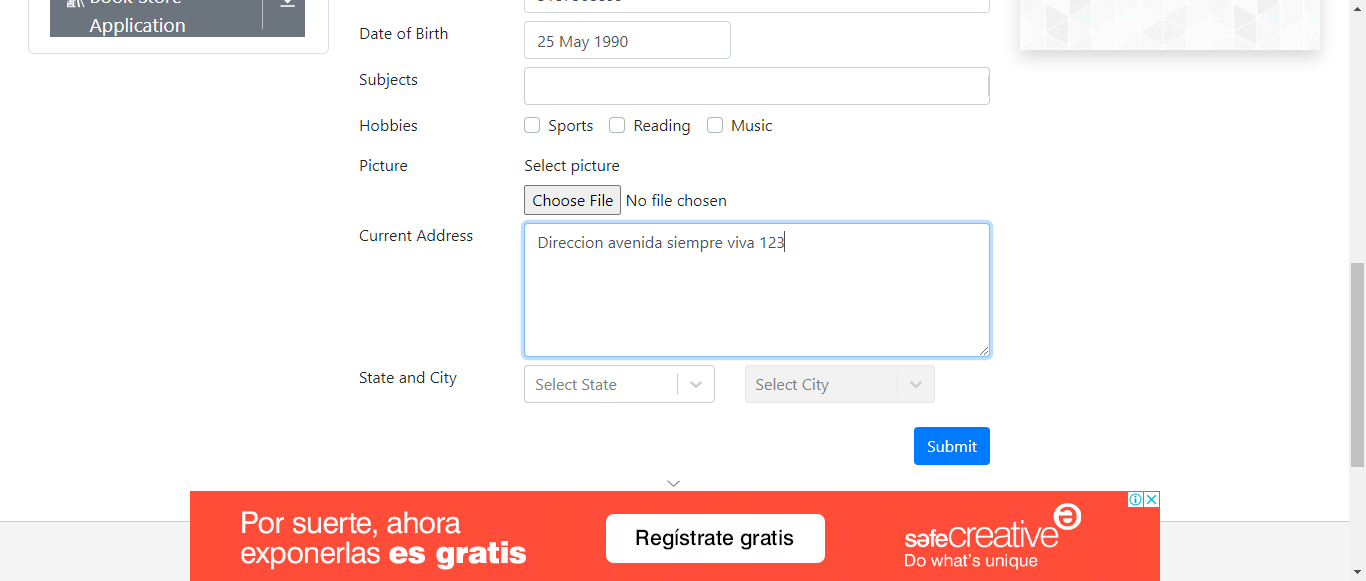 Application
Date of Birth
25 May 1990
Subjects
Hobbies
Sports Reading Music
Picture
Select picture
Choose File No file chosen
Current Address
Direccion avenida siempre viva 123
State and City
Select State
Select City
Submit
Por suerte, ahora
exponerlas es gratis
Regístrate gratis
safecreative
Do what's unique